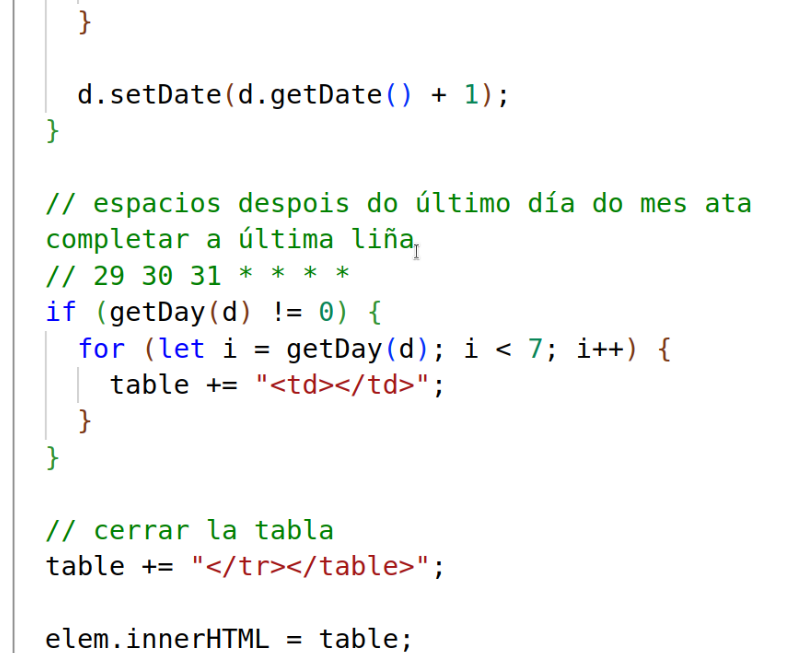 }
d.setDate(d.getDate() + 1);
}
// espacios despois do último día do mes ata
completar a última liña
// 29 30 31 * * * *
if (getDay(d) != 0) {
for (let i = getDay(d); i < 7; i++) {
table += "<td></td>";
}
}
// cerrar la tabla
table += "</tr></table>";
elem.innerHTML = table;